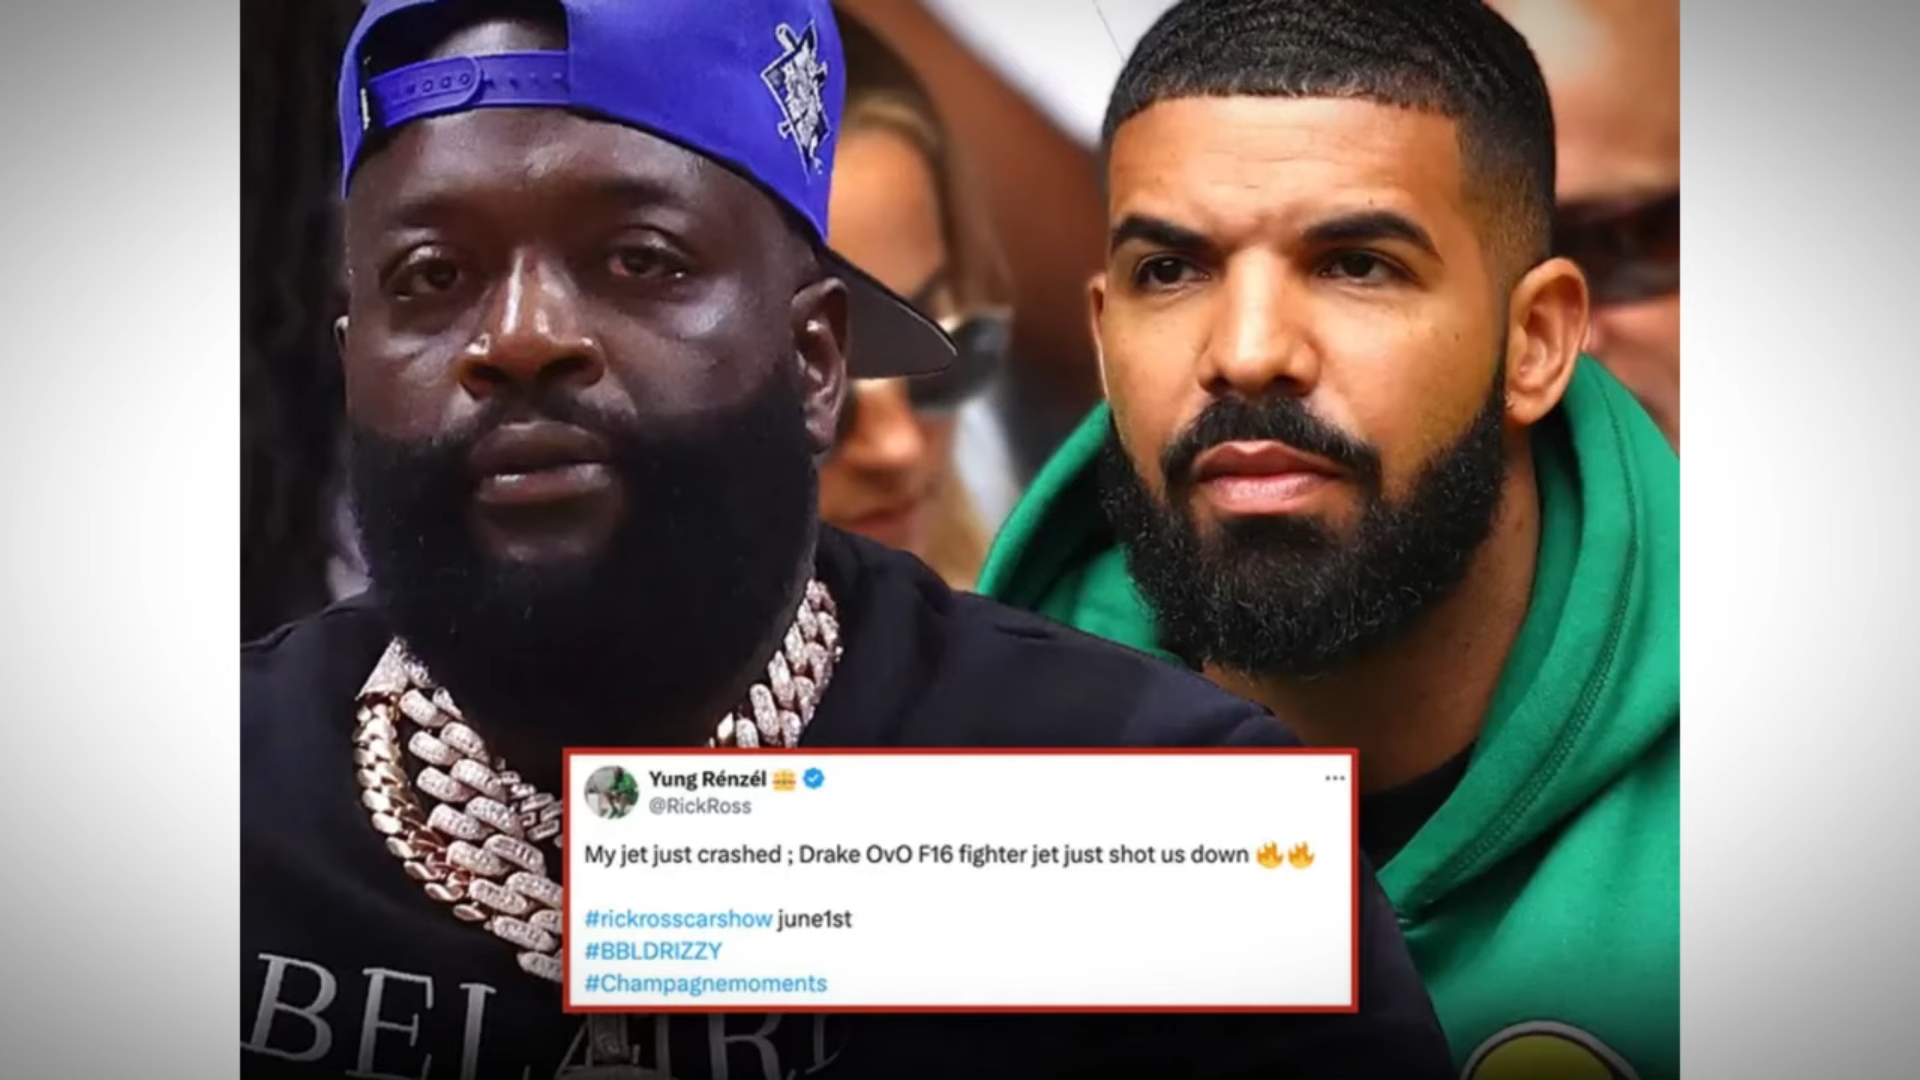 Yung Rénzél
@RickRoss
My jet just crashed ; Drake OvO F16 fighter jet just shot us down 🔥🔥
#rickrosscarshow june1st
#BBLDRIZZY
#Champagnemoments
BELAIRE